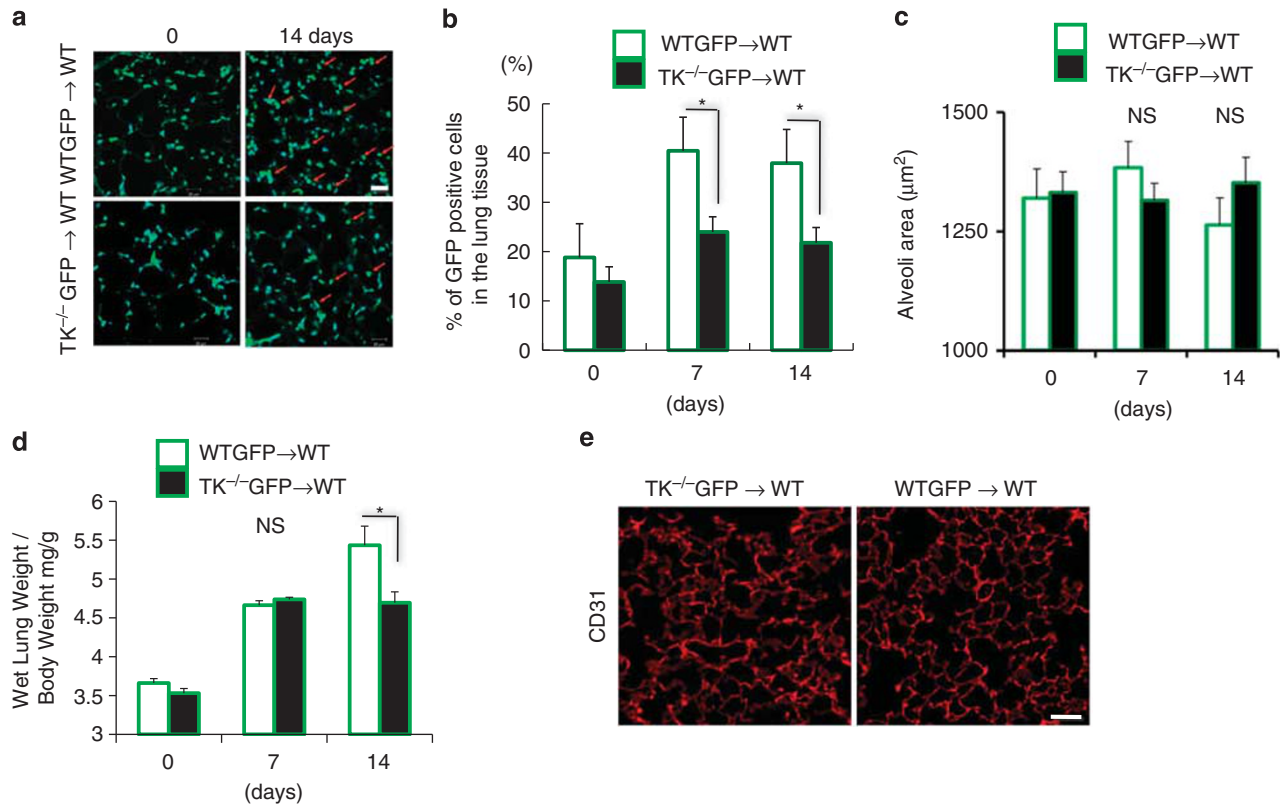 a
0
14 days
TK⁻/⁻ GFP → WT WTGFP → WT
b
WTGFP→WT
TK⁻/⁻GFP→WT
(%)
% of GFP positive cells
in the lung tissue
50
40
30
20
10
0
*
*
0
7
14
(days)
c
WTGFP→WT
TK⁻/⁻GFP→WT
Alveoli area (μm²)
1500
1250
1000
NS
NS
0
7
14
(days)
d
WTGFP→WT
TK⁻/⁻GFP→WT
Wet Lung Weight /
Body Weight mg/g
6
5.5
5
4.5
4
3.5
3
NS
*
0
7
14
(days)
e
TK⁻/⁻GFP → WT
WTGFP → WT
CD31